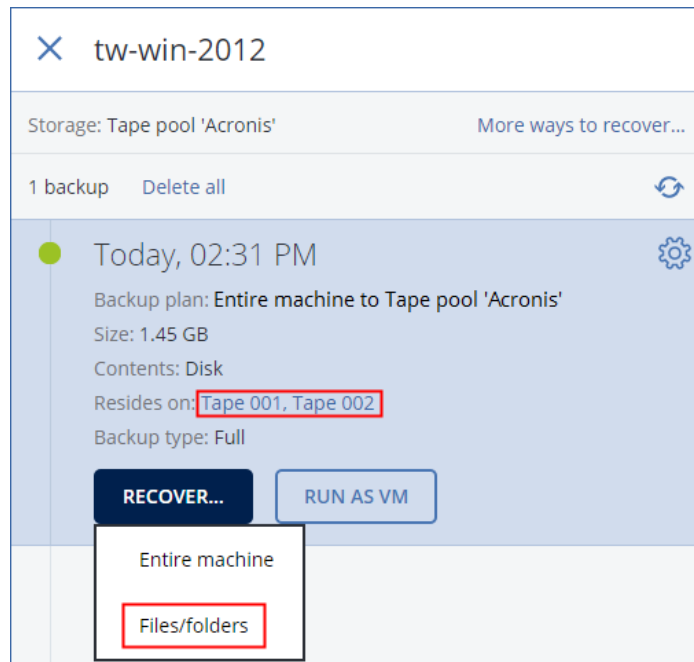 tw-win-2012
Storage: Tape pool 'Acronis' More ways to recover...
1 backup Delete all
Today, 02:31 PM
Backup plan: Entire machine to Tape pool 'Acronis'
Size: 1.45 GB
Contents: Disk
Resides on: Tape 001, Tape 002
Backup type: Full
RECOVER... RUN AS VM
Entire machine
Files/folders